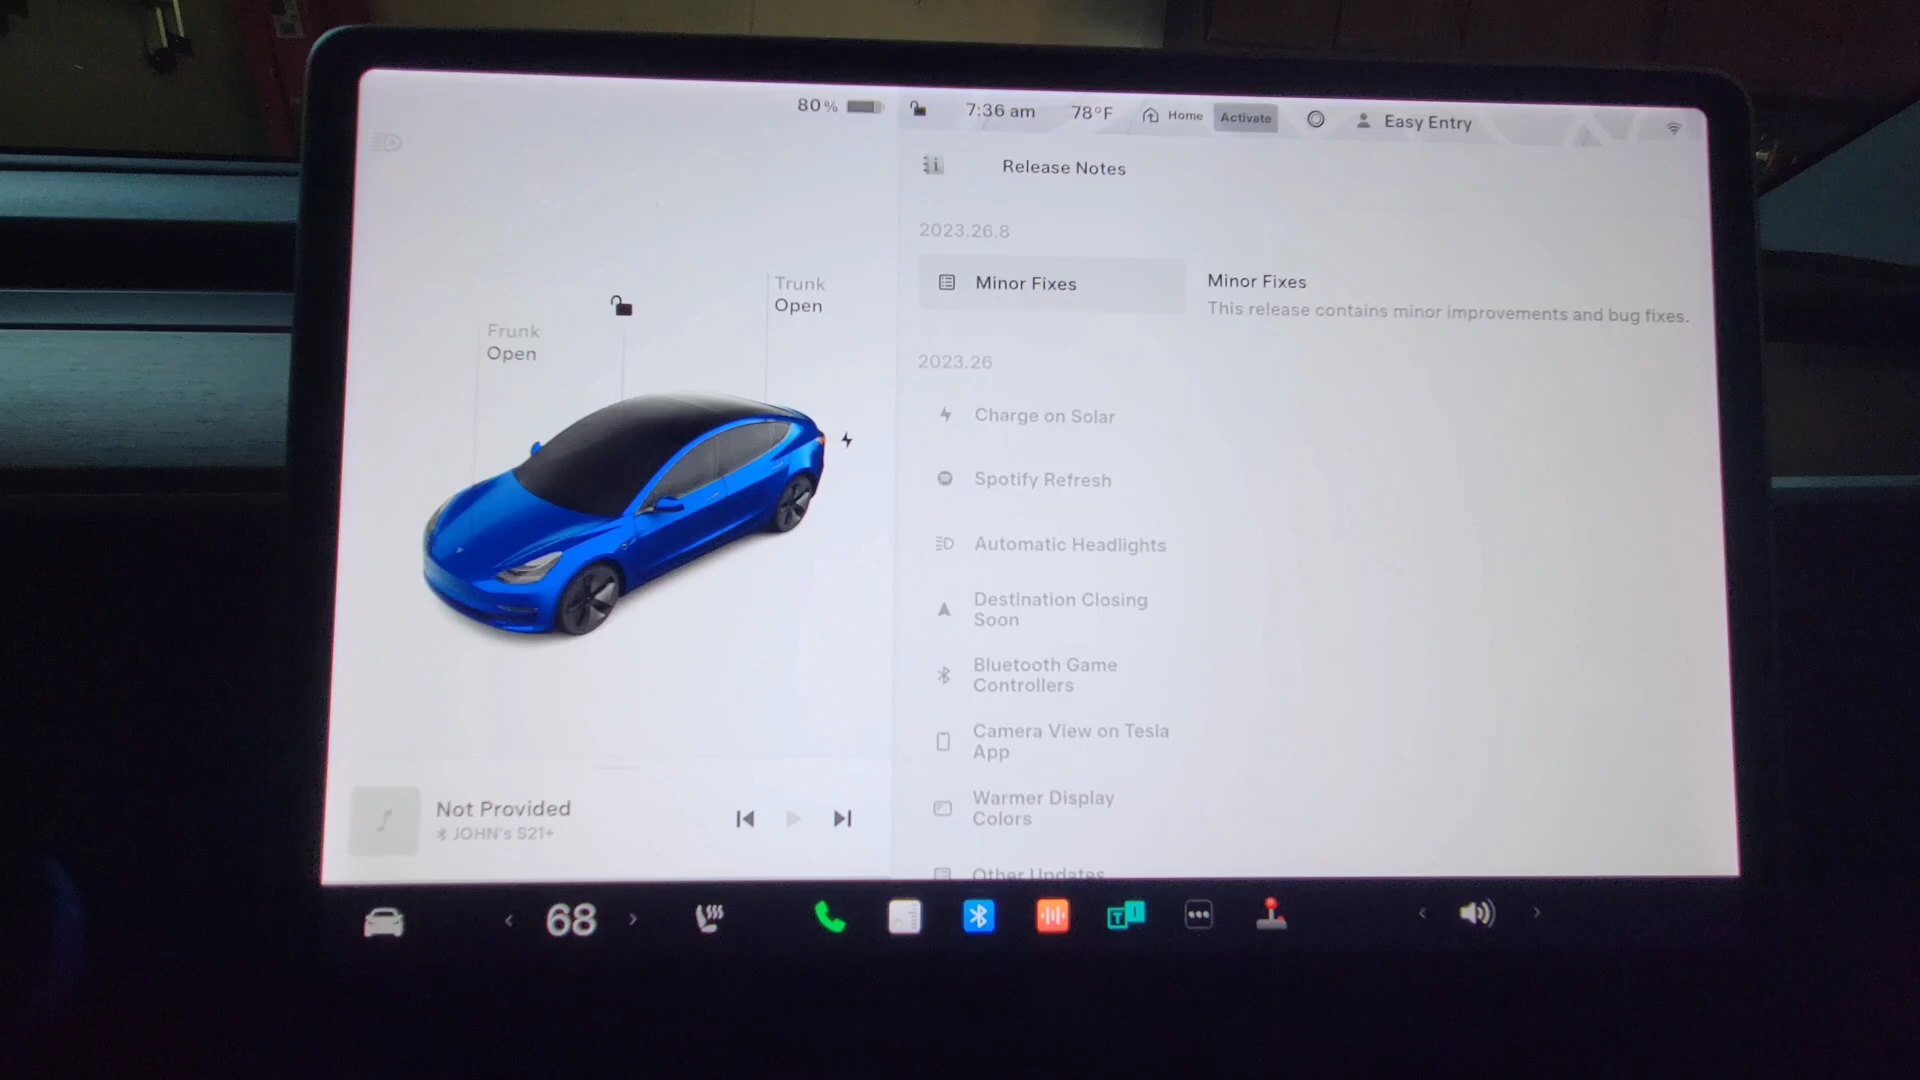 80%
7:36 am
78°F
Home
Activate
Easy Entry
Release Notes
2023.26.8
Minor Fixes
Minor Fixes
This release contains minor improvements and bug fixes.
2023.26
Charge on Solar
Spotify Refresh
Automatic Headlights
Destination Closing
Soon
Bluetooth Game
Controllers
Camera View on Tesla
App
Warmer Display
Colors
Other Updates
Trunk
Open
Frunk
Open
Not Provided
JOHN's S21+
68
T